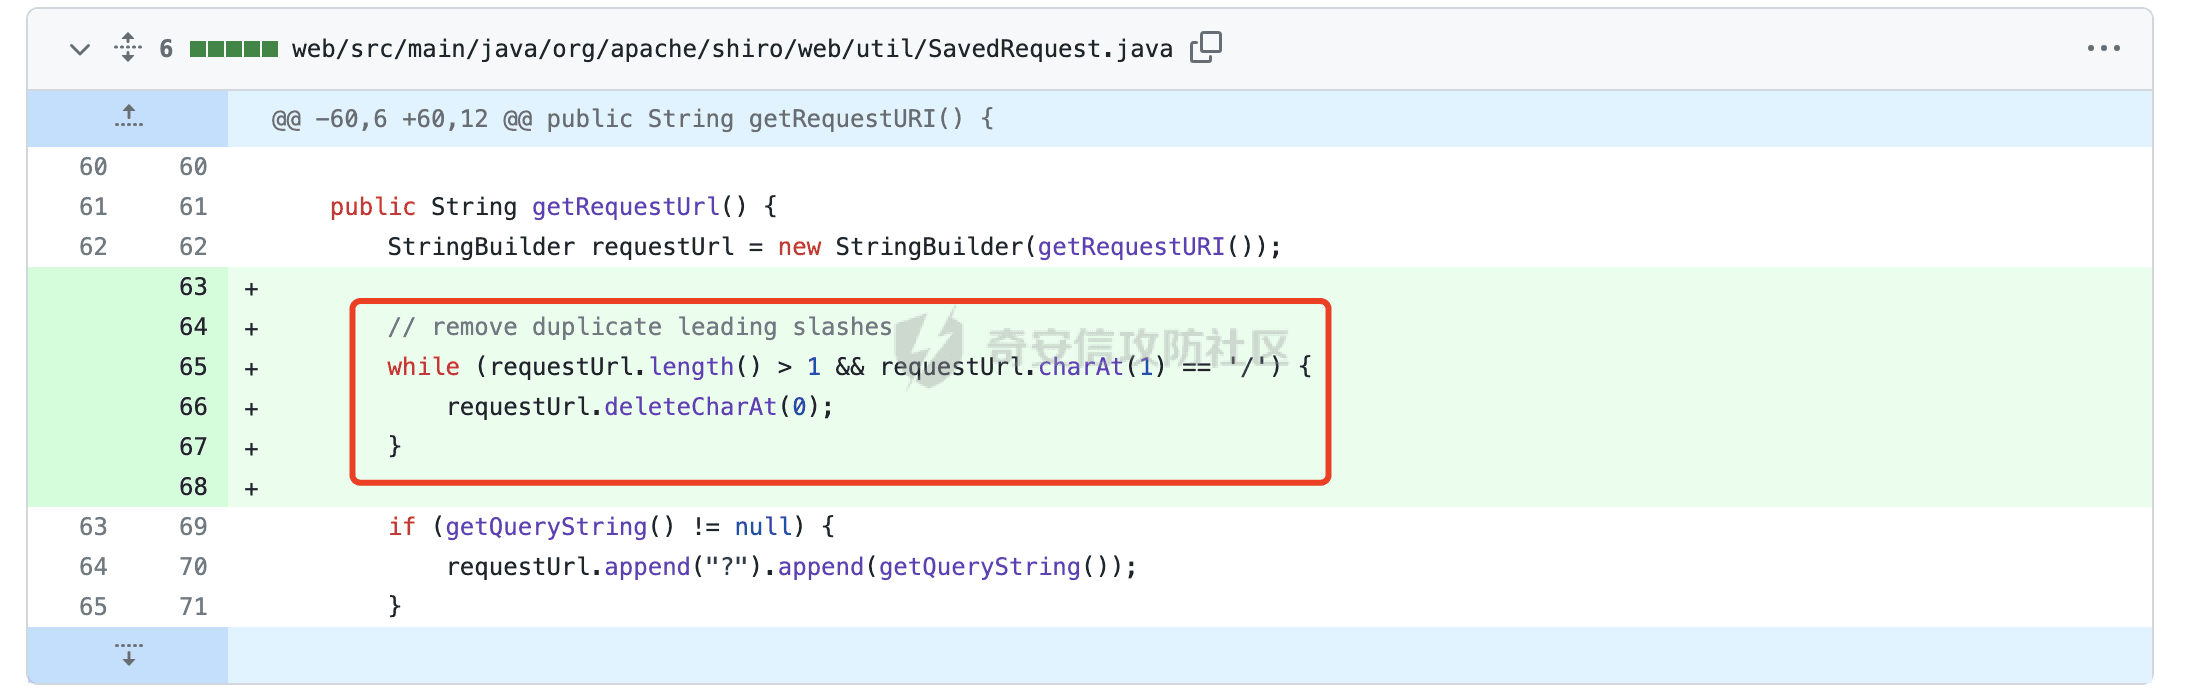 6 web/src/main/java/org/apache/shiro/web/util/SavedRequest.java
@@ -60,6 +60,12 @@ public String getRequestURI() {
60 60
61 61 public String getRequestUrl() {
62 62 StringBuilder requestUrl = new StringBuilder(getRequestURI());
63 +
64 + // remove duplicate leading slashes
奇安信攻防社区
65 + while (requestUrl.length() > 1 && requestUrl.charAt(1) == '/') {
66 + requestUrl.deleteCharAt(0);
67 + }
68 +
63 69 if (getQueryString() != null) {
64 70 requestUrl.append("?").append(getQueryString());
65 71 }